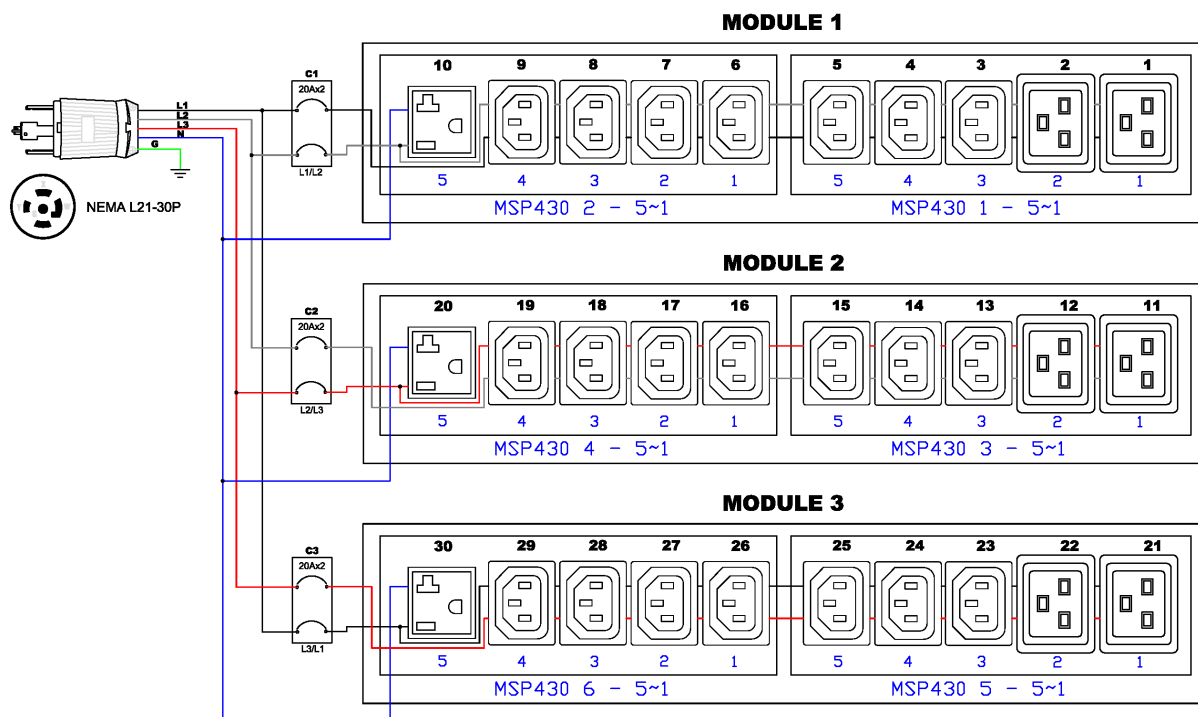 MODULE 1
C1
20Ax2
L1/L2
10 9 8 7 6 5 4 3 2 1
5 4 3 2 1 5 4 3 2 1
MSP430 2 - 5~1 MSP430 1 - 5~1
L1
L2
L3
N
G
NEMA L21-30P
MODULE 2
C2
20Ax2
L2/L3
20 19 18 17 16 15 14 13 12 11
5 4 3 2 1 5 4 3 2 1
MSP430 4 - 5~1 MSP430 3 - 5~1
MODULE 3
C3
20Ax2
L3/L1
30 29 28 27 26 25 24 23 22 21
5 4 3 2 1 5 4 3 2 1
MSP430 6 - 5~1 MSP430 5 - 5~1